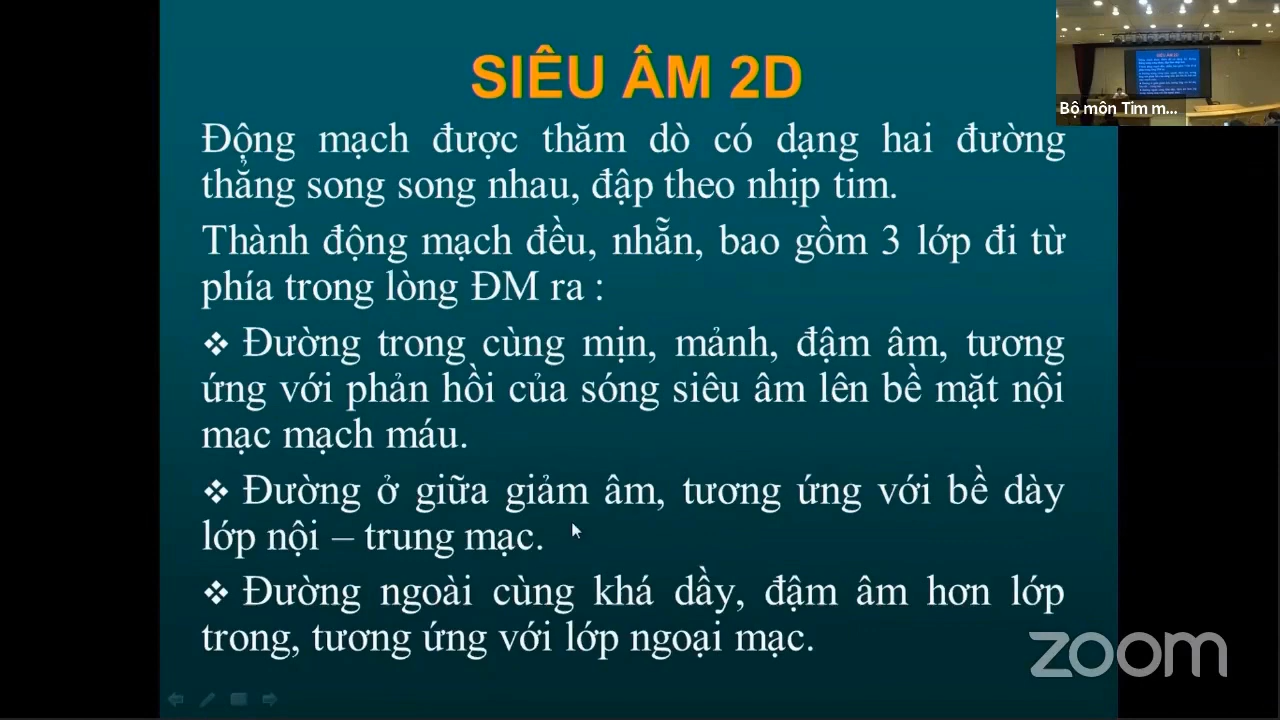 SIÊU ÂM 2D
Động mạch được thăm dò có dạng hai đường
thẳng song song nhau, đập theo nhịp tim.
Thành động mạch đều, nhẵn, bao gồm 3 lớp đi từ
phía trong lòng ĐM ra :
❖ Đường trong cùng mịn, mảnh, đậm âm, tương
ứng với phản hồi của sóng siêu âm lên bề mặt nội
mạc mạch máu.
❖ Đường ở giữa giảm âm, tương ứng với bề dày
lớp nội – trung mạc.
❖ Đường ngoài cùng khá dầy, đậm âm hơn lớp
trong, tương ứng với lớp ngoại mạc.
Bộ môn Tim m...
zoom